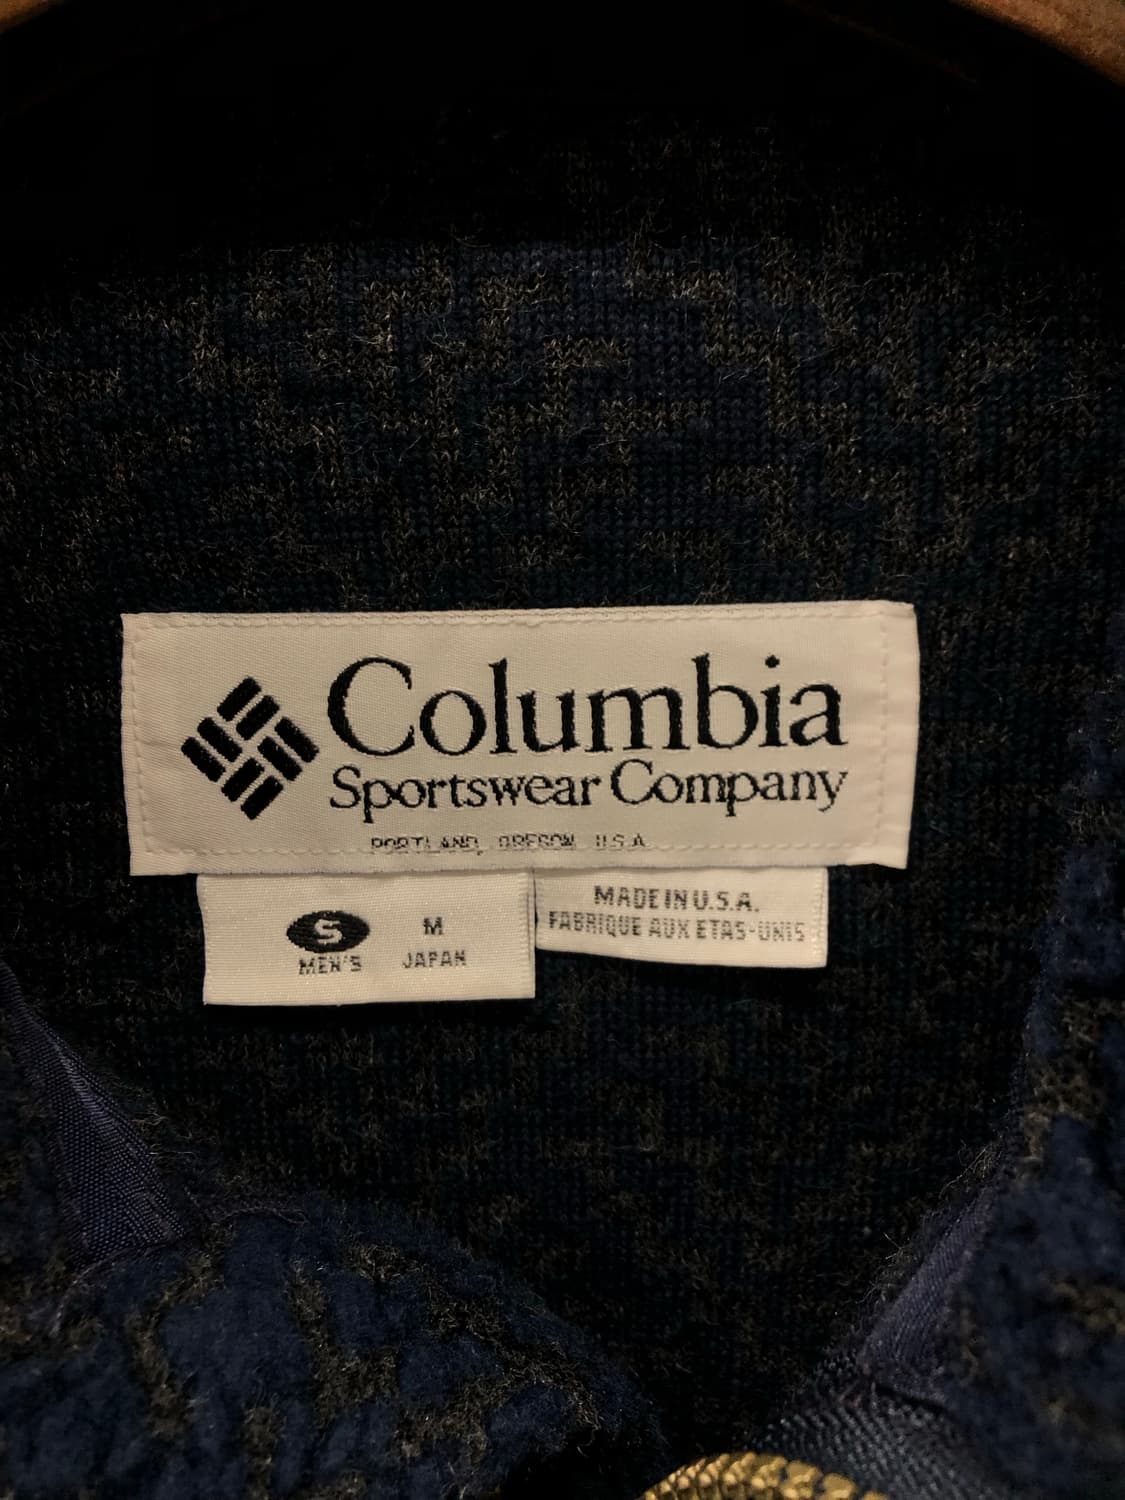 Columbia
Sportswear Company
PORTLAND, OREGON U.S.A
S M
MEN'S JAPAN
MADE IN U.S.A.
FABRIQUE AUX ETAS-UNIS